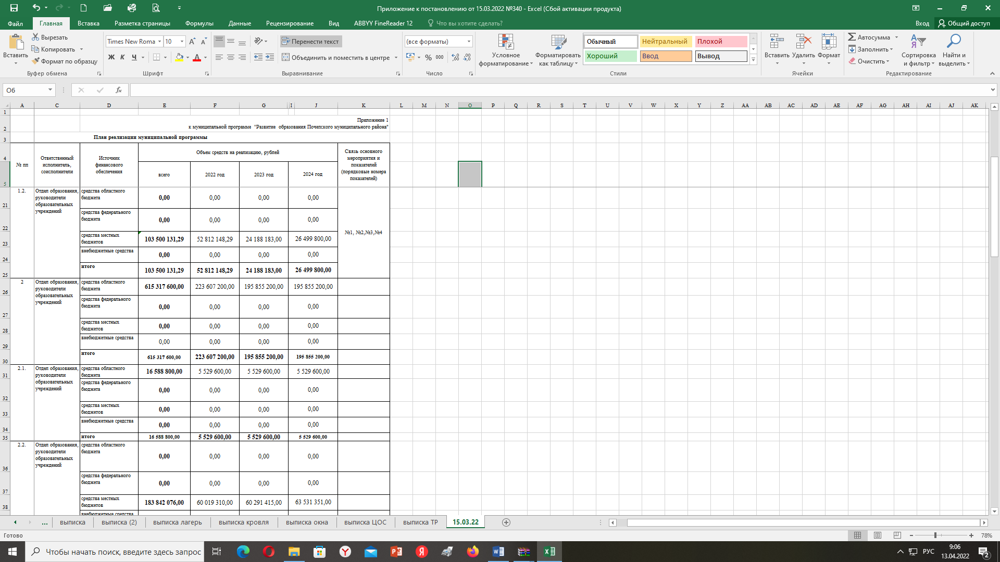 Приложение к постановлению от 15.03.2022 №340 - Excel (Сбой активации продукта)
Файл Главная Вставка Разметка страницы Формулы Данные Рецензирование Вид ABBYY FineReader 12 Что вы хотите сделать? Вход Общий доступ
Вставить
Вырезать
Копировать
Формат по образцу
Буфер обмена
Times New Roma 10
Ж К Ч А
Шрифт
Перенести текст
Объединить и поместить в центре
Выравнивание
(все форматы)
% 000
Число
Условное форматирование
Форматировать как таблицу
Обычный Нейтральный Плохой
Хороший Ввод Вывод
Стили
Вставить Удалить Формат
Ячейки
Автосумма
Заполнить
Очистить
Сортировка и фильтр
Найти и выделить
Редактирование
O6
fx
A C D E F G I J K L M N O P Q R S T U V W X Y Z AA AB AC AD AE AF AG AH AI AJ AK
1
2 Приложение 1
к муниципальной программе "Развитие образования Почепского муниципального района"
3 План реализации муниципальной программы
4 № пп Ответственный исполнитель, соисполнители Источник финансового обеспечения Объем средств на реализацию, рублей Связь основного мероприятия и показателей (порядковые номера показателей)
5 всего 2022 год 2023 год 2024 год
21 1.2. Отдел образования, руководители образовательных учреждений средства областного бюджета 0,00 0,00 0,00 0,00 №1, №2,№3,№4
22 средства федерального бюджета 0,00 0,00 0,00 0,00
23 средства местных бюджетов 103 500 131,29 52 812 148,29 24 188 183,00 26 499 800,00
24 внебюджетные средства 0,00 0,00 0,00 0,00
25 итого 103 500 131,29 52 812 148,29 24 188 183,00 26 499 800,00
26 2 Отдел образования, руководители образовательных учреждений средства областного бюджета 615 317 600,00 223 607 200,00 195 855 200,00 195 855 200,00
27 средства федерального бюджета 0,00 0,00 0,00 0,00
28 средства местных бюджетов 0,00 0,00 0,00 0,00
29 внебюджетные средства 0,00 0,00 0,00 0,00
30 итого 615 317 600,00 223 607 200,00 195 855 200,00 195 855 200,00
31 2.1. Отдел образования, руководители образовательных учреждений средства областного бюджета 16 588 800,00 5 529 600,00 5 529 600,00 5 529 600,00
32 средства федерального бюджета 0,00 0,00 0,00 0,00
33 средства местных бюджетов 0,00 0,00 0,00 0,00
34 внебюджетные средства 0,00 0,00 0,00 0,00
35 итого 16 588 800,00 5 529 600,00 5 529 600,00 5 529 600,00
36 2.2. Отдел образования, руководители образовательных учреждений средства областного бюджета 0,00 0,00 0,00 0,00
37 средства федерального бюджета 0,00 0,00 0,00 0,00
38 средства местных бюджетов 183 842 076,00 60 019 310,00 60 291 415,00 63 531 351,00
внебюджетные средства
... выписка выписка (2) выписка лагерь выписка кровля выписка окна выписка ЦОС выписка ТР 15.03.22
Готово 78%
Чтобы начать поиск, введите здесь запрос
РУС
9:06
13.04.2022
2